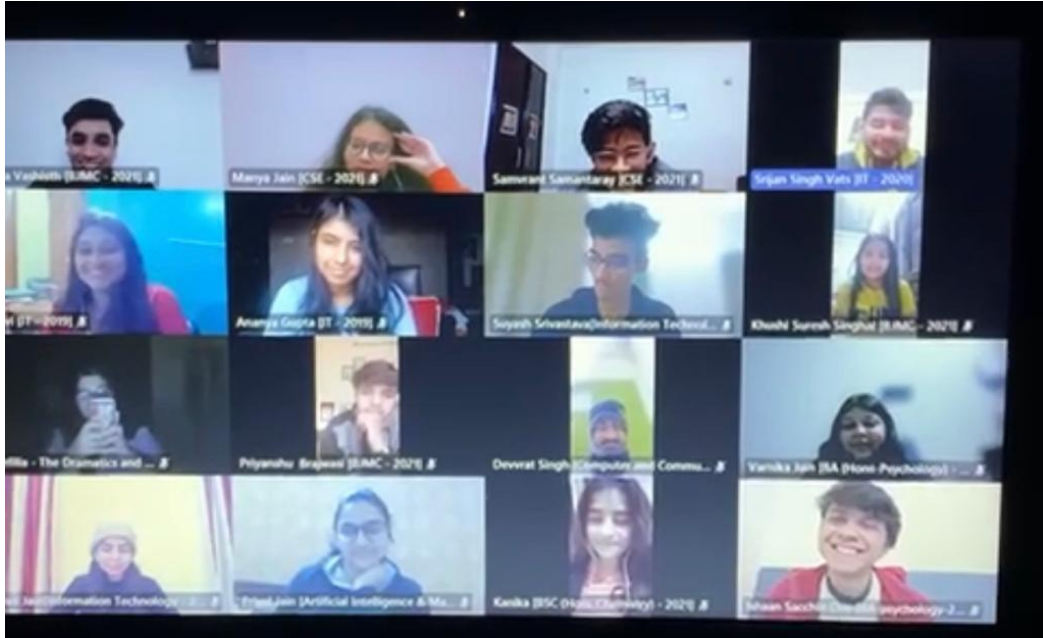 Vashisth [BJMC - 2021]
Manya Jain [CSE - 2021]
Samvrant Samantaray [CSE - 2021]
Srijan Singh Vats [IT - 2020]
[IT - 2019]
Ananya Gupta [IT - 2019]
Suyash Srivastava(Information Technol...
Khushi Suresh Singhal [BJMC - 2021]
- The Dramatics and ...
Priyanshu [BJMC - 2021]
Devvrat Singh (Computer and Commu...
Varnika Jain [BA (Hons-Psychology) - ...
Jain(Information Technology -
Jain [Artificial Intelligence & Ma...
Kanika [BSC (Hons. Chemistry) - 2021]
Ishaan